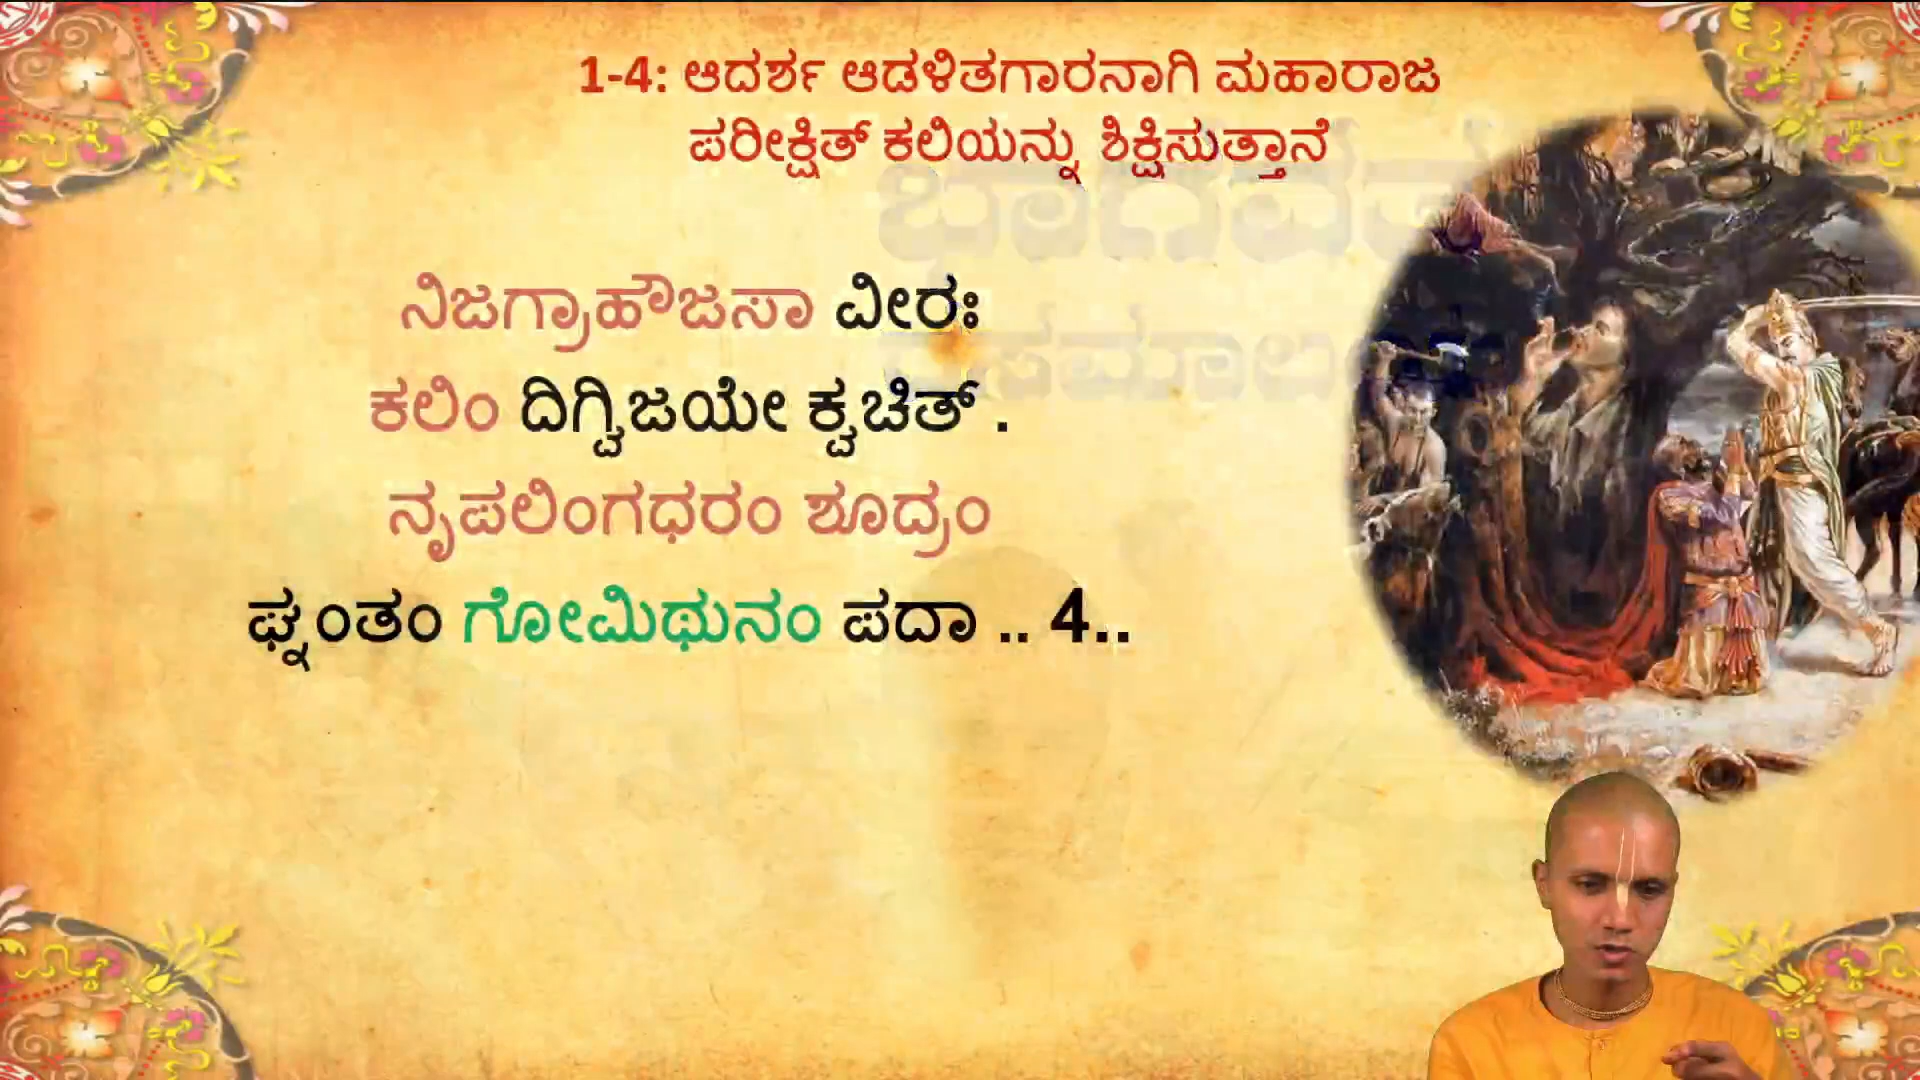 1-4: ಆದರ್ಶ ಆಡಳಿತಗಾರನಾಗಿ ಮಹಾರಾಜ
ಪರೀಕ್ಷಿತ್ ಕಲಿಯನ್ನು ಶಿಕ್ಷಿಸುತ್ತಾನೆ
ನಿಜಗ್ರಾಹೌಜಸಾ ವೀರಃ
ಕಲಿಂ ದಿಗ್ವಿಜಯೇ ಕ್ವಚಿತ್ .
ನೃಪಲಿಂಗಧರಂ ಶೂದ್ರಂ
ಘ್ನಂತಂ ಗೋಮಿಥುನಂ ಪದಾ .. 4..